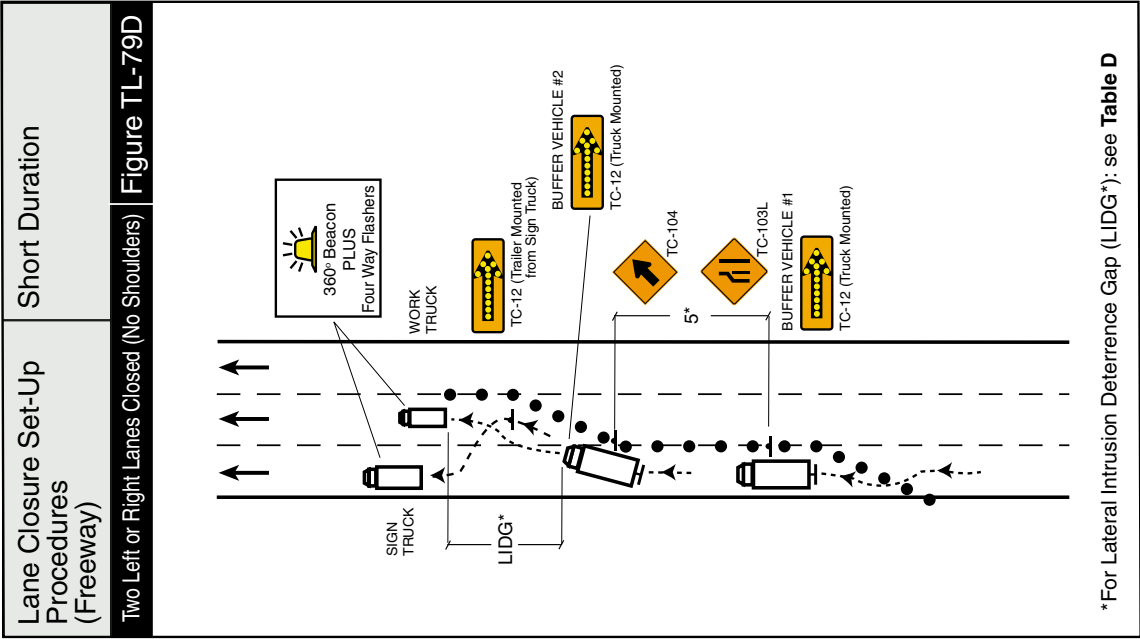 Lane Closure Set-Up
Procedures
(Freeway)
Short Duration
Two Left or Right Lanes Closed (No Shoulders)
Figure TL-79D
360° Beacon
PLUS
Four Way Flashers
SIGN
TRUCK
WORK
TRUCK
TC-12 (Trailer Mounted
from Sign Truck)
BUFFER VEHICLE #2
TC-12 (Truck Mounted)
LIDG*
TC-104
5*
TC-103L
BUFFER VEHICLE #1
TC-12 (Truck Mounted)
*For Lateral Intrusion Deterrence Gap (LIDG*): see Table D